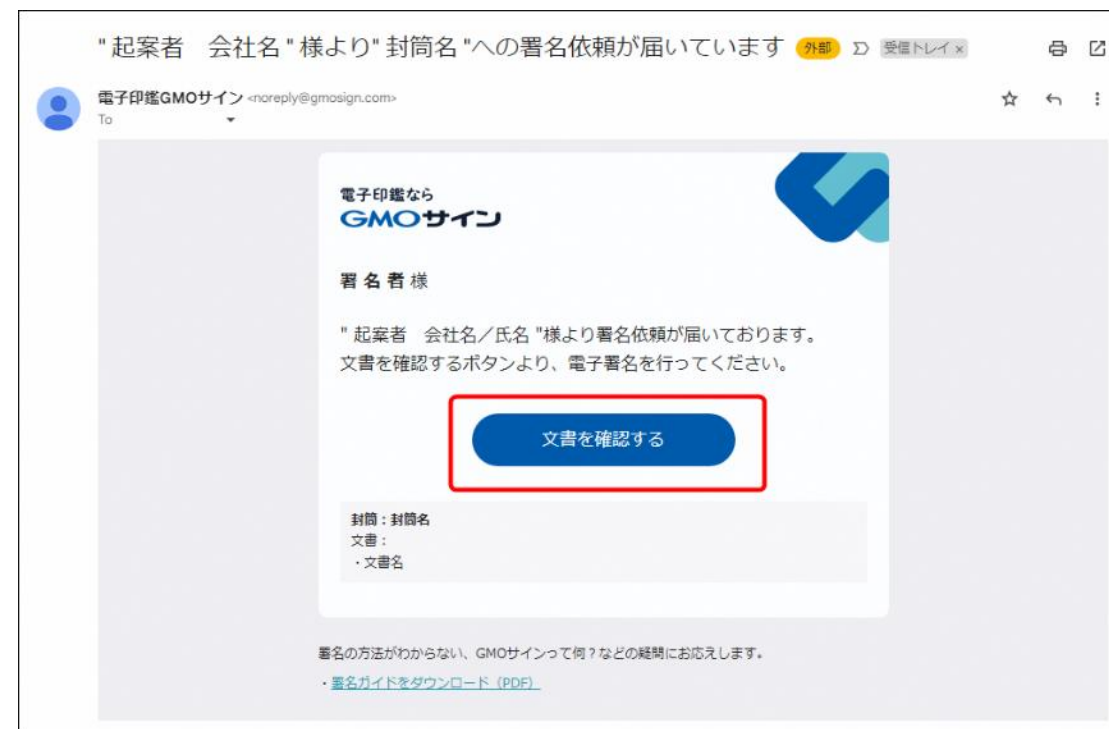 "起案者　会社名"様より"封筒名"への署名依頼が届いています 外部 受信トレイ ×
電子印鑑GMOサイン <noreply@gmosign.com>
To
電子印鑑なら
GMOサイン
署名者 様
"起案者　会社名／氏名"様より署名依頼が届いております。
文書を確認するボタンより、電子署名を行ってください。
文書を確認する
封筒：封筒名
文書：
・文書名
署名の方法がわからない、GMOサインって何？などの疑問にお応えします。
・署名ガイドをダウンロード（PDF）